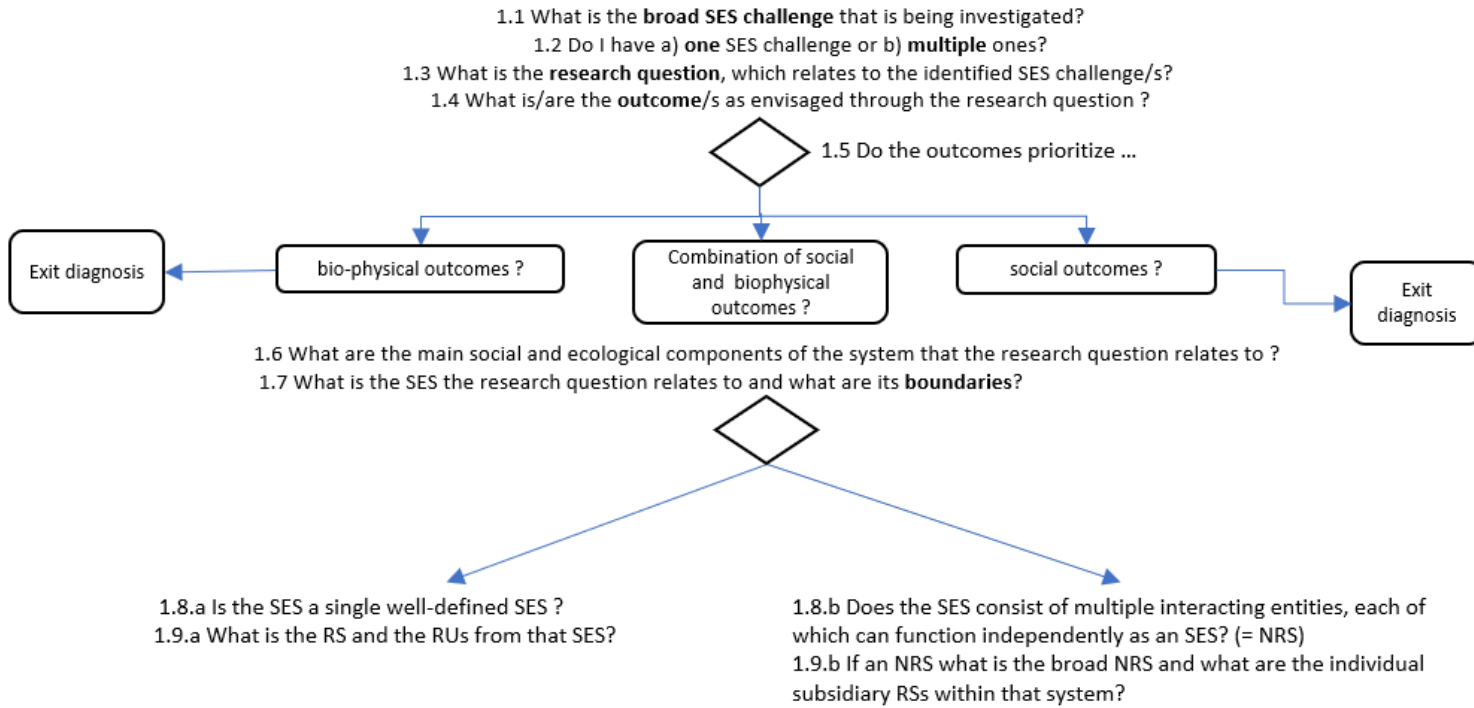 1.1 What is the broad SES challenge that is being investigated?
1.2 Do I have a) one SES challenge or b) multiple ones?
1.3 What is the research question, which relates to the identified SES challenge/s?
1.4 What is/are the outcome/s as envisaged through the research question ?
1.5 Do the outcomes prioritize ...
Exit diagnosis
bio-physical outcomes ?
Combination of social
and biophysical
outcomes ?
social outcomes ?
Exit
diagnosis
1.6 What are the main social and ecological components of the system that the research question relates to ?
1.7 What is the SES the research question relates to and what are its boundaries?
1.8.a Is the SES a single well-defined SES ?
1.9.a What is the RS and the RUs from that SES?
1.8.b Does the SES consist of multiple interacting entities, each of
which can function independently as an SES? (= NRS)
1.9.b If an NRS what is the broad NRS and what are the individual
subsidiary RSs within that system?